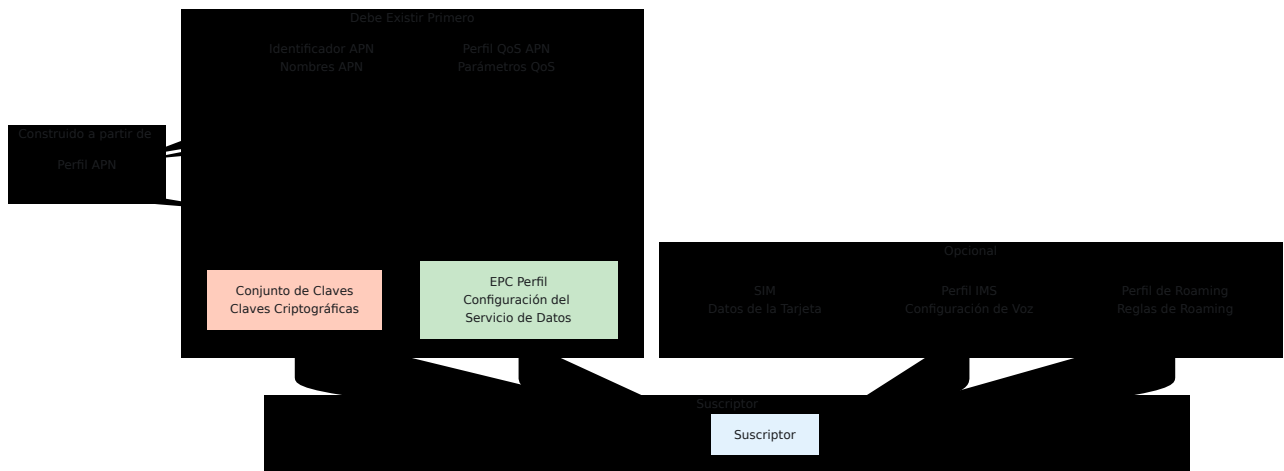 Debe Existir Primero
Identificador APN
Nombres APN
Perfil QoS APN
Parámetros QoS
Construido a partir de
Perfil APN
Conjunto de Claves
Claves Criptográficas
EPC Perfil
Configuración del
Servicio de Datos
Opcional
SIM
Datos de la Tarjeta
Perfil IMS
Configuración de Voz
Perfil de Roaming
Reglas de Roaming
Suscriptor
Suscriptor